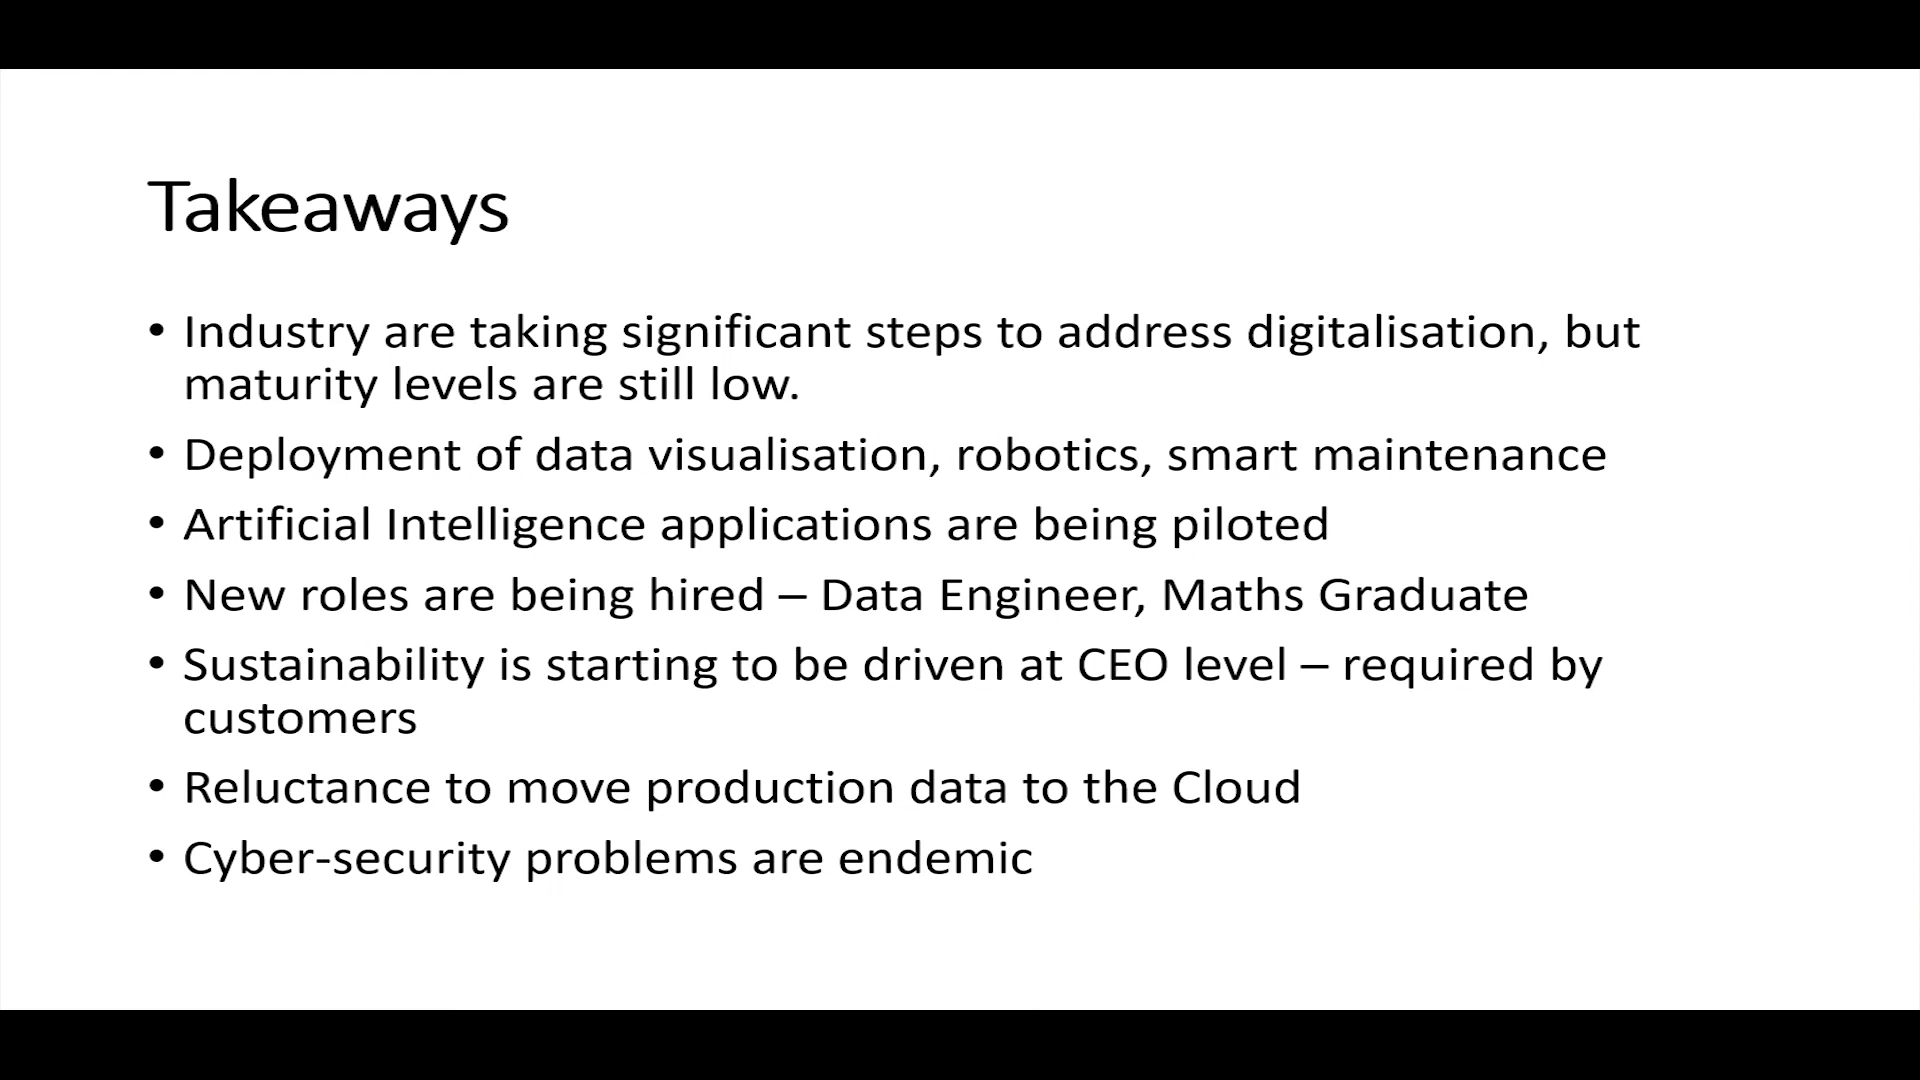 Takeaways
• Industry are taking significant steps to address digitalisation, but
maturity levels are still low.
• Deployment of data visualisation, robotics, smart maintenance
• Artificial Intelligence applications are being piloted
• New roles are being hired – Data Engineer, Maths Graduate
• Sustainability is starting to be driven at CEO level – required by
customers
• Reluctance to move production data to the Cloud
• Cyber-security problems are endemic